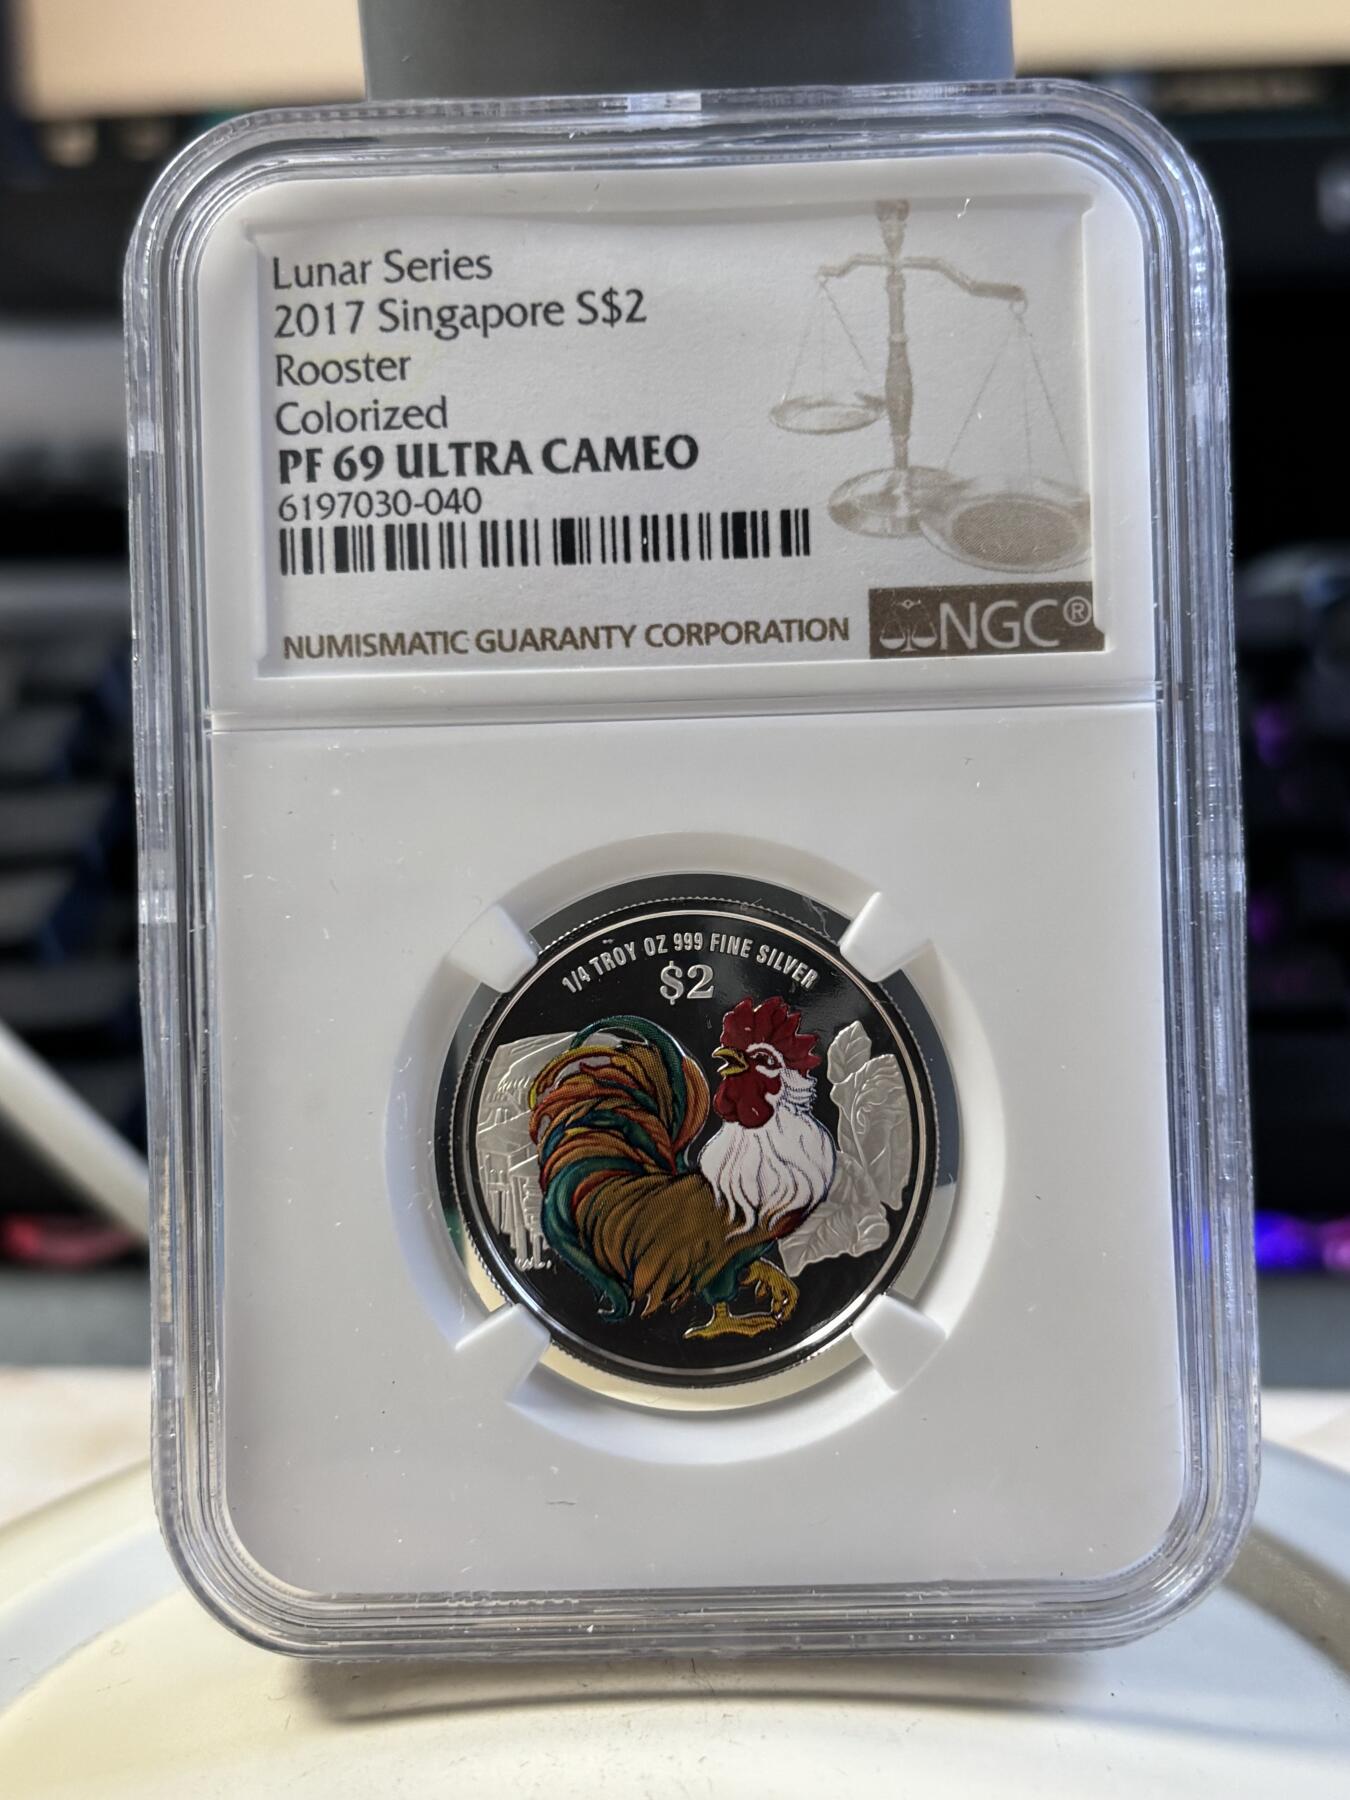 Lunar Series
2017 Singapore S$2
Rooster
Colorized
PF 69 ULTRA CAMEO
6197030-040
NUMISMATIC GUARANTY CORPORATION
NGC®
1/4 TROY OZ 999 FINE SILVER
$2